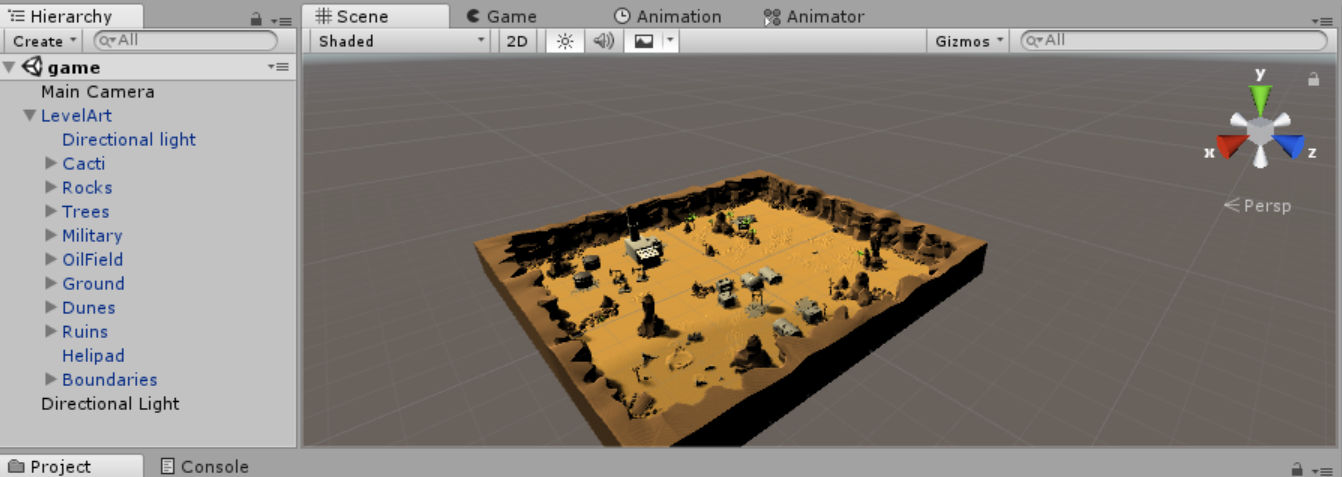 Hierarchy
Create
All
game
Main Camera
LevelArt
Directional light
Cacti
Rocks
Trees
Military
OilField
Ground
Dunes
Ruins
Helipad
Boundaries
Directional Light
Scene
Game
Animation
Animator
Shaded
2D
Gizmos
All
y
x
z
Persp
Project
Console